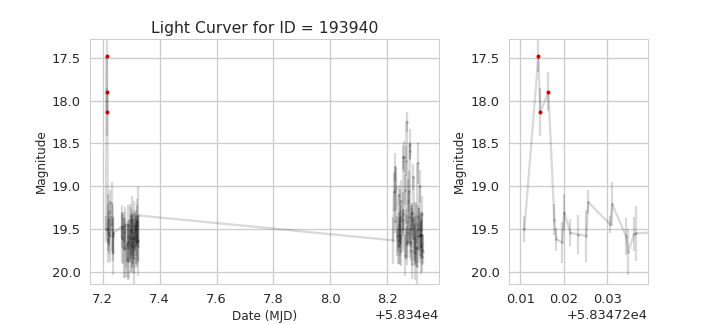 Light Curver for ID = 193940
17.5
18.0
18.5
19.0
19.5
20.0
Magnitude
7.2 7.4 7.6 7.8 8.0 8.2
Date (MJD)
+5.834e4
17.5
18.0
18.5
19.0
19.5
20.0
Magnitude
0.01 0.02 0.03
+5.83472e4